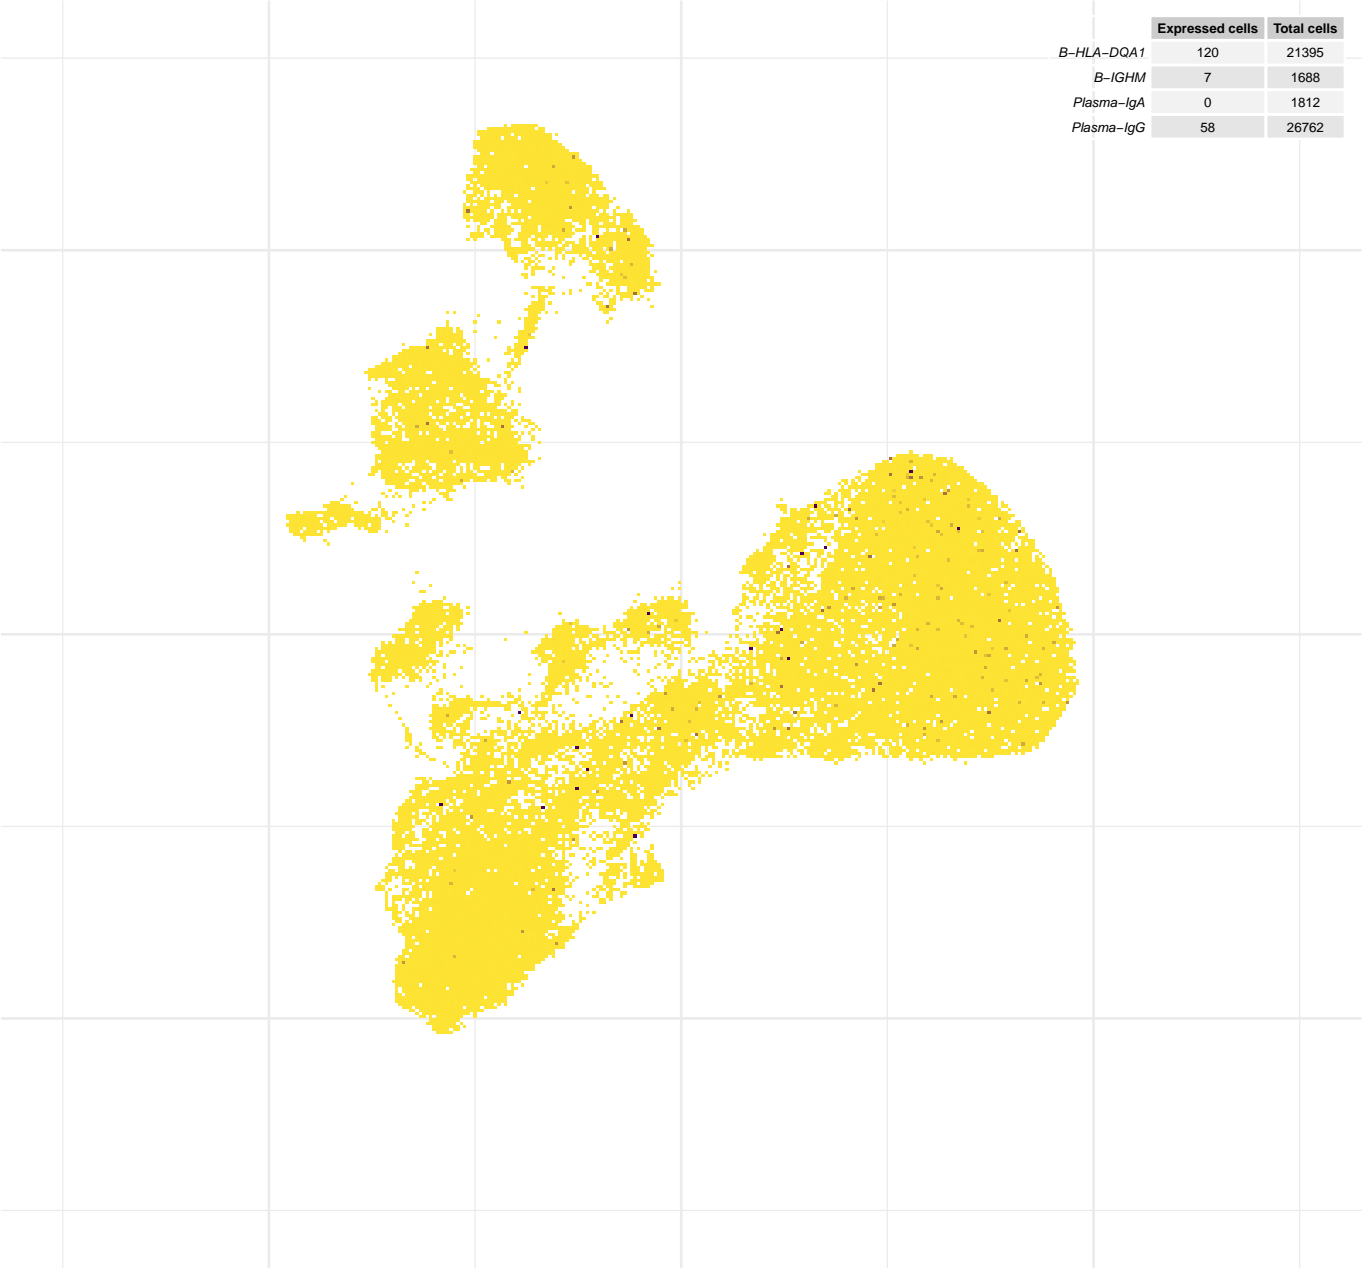 Expressed cells Total cells
B−HLA−DQA1 120 21395
B−IGHM 7 1688
Plasma−IgA 0 1812
Plasma−IgG 58 26762